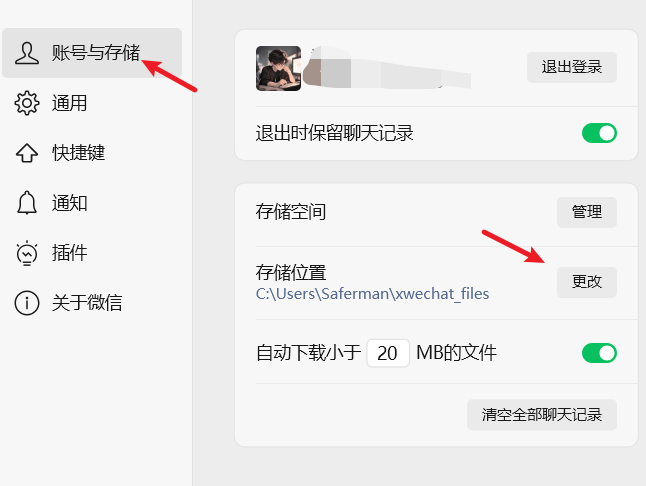 账号与存储
通用
快捷键
通知
插件
关于微信
退出登录
退出时保留聊天记录
存储空间
管理
存储位置
C:\Users\Saferman\xwechat_files
更改
自动下载小于 20 MB的文件
清空全部聊天记录